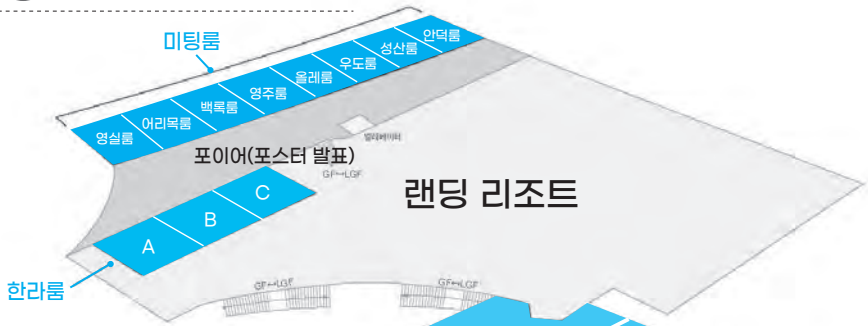 미팅룸
안덕룸
성산룸
우도룸
올레룸
영주룸
백록룸
어리목룸
영실룸
엘리베이터
포이어(포스터 발표)
GF↔LGF
랜딩 리조트
C
B
A
한라룸
GF↔LGF
GF↔LGF